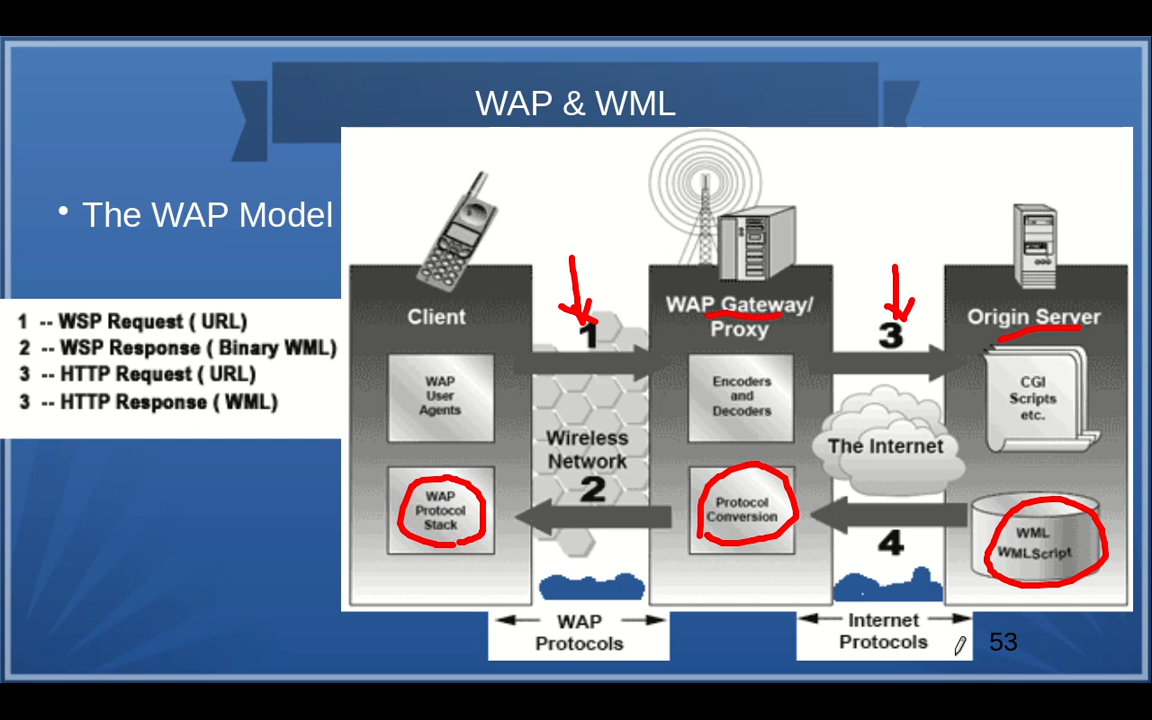 WAP & WML
• The WAP Model
1 -- WSP Request ( URL)
2 -- WSP Response ( Binary WML)
3 -- HTTP Request ( URL)
3 -- HTTP Response ( WML)
Client
WAP
User
Agents
WAP
Protocol
Stack
1
Wireless
Network
2
WAP Gateway/
Proxy
Encoders
and
Decoders
Protocol
Conversion
3
The Internet
4
Origin Server
CGI
Scripts
etc.
WML
WMLScript
WAP
Protocols
Internet
Protocols
53